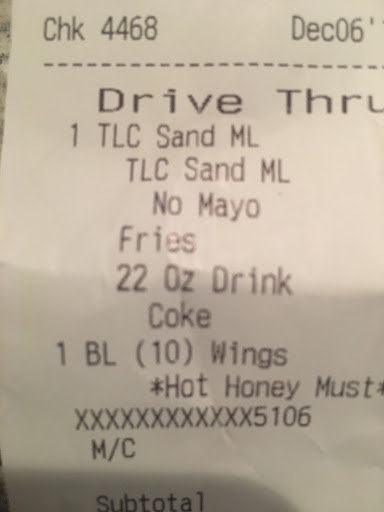 Chk 4468 Dec06'
Drive Thru
1 TLC Sand ML
TLC Sand ML
No Mayo
Fries
22 Oz Drink
Coke
1 BL (10) Wings
*Hot Honey Must*
XXXXXXXXXXXX5106
M/C
Subtotal